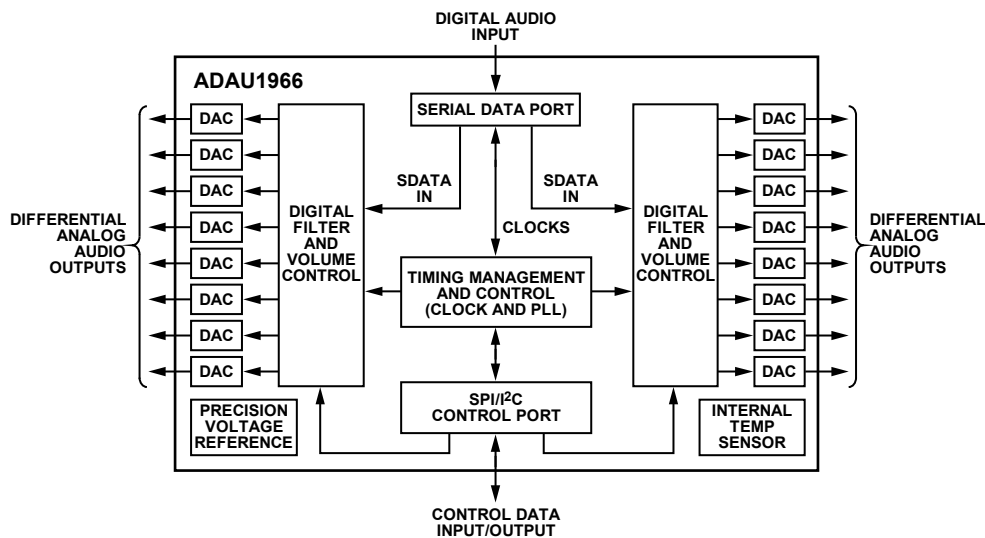 DIGITAL AUDIO
INPUT
ADAU1966
SERIAL DATA PORT
DAC
DAC
DAC
DAC
DAC
DAC
DAC
DAC
DIFFERENTIAL
ANALOG
AUDIO
OUTPUTS
DIGITAL
FILTER
AND
VOLUME
CONTROL
SDATA
IN
SDATA
IN
CLOCKS
TIMING MANAGEMENT
AND CONTROL
(CLOCK AND PLL)
DIGITAL
FILTER
AND
VOLUME
CONTROL
DAC
DAC
DAC
DAC
DAC
DAC
DAC
DAC
DIFFERENTIAL
ANALOG
AUDIO
OUTPUTS
PRECISION
VOLTAGE
REFERENCE
SPI/I²C
CONTROL PORT
INTERNAL
TEMP
SENSOR
CONTROL DATA
INPUT/OUTPUT